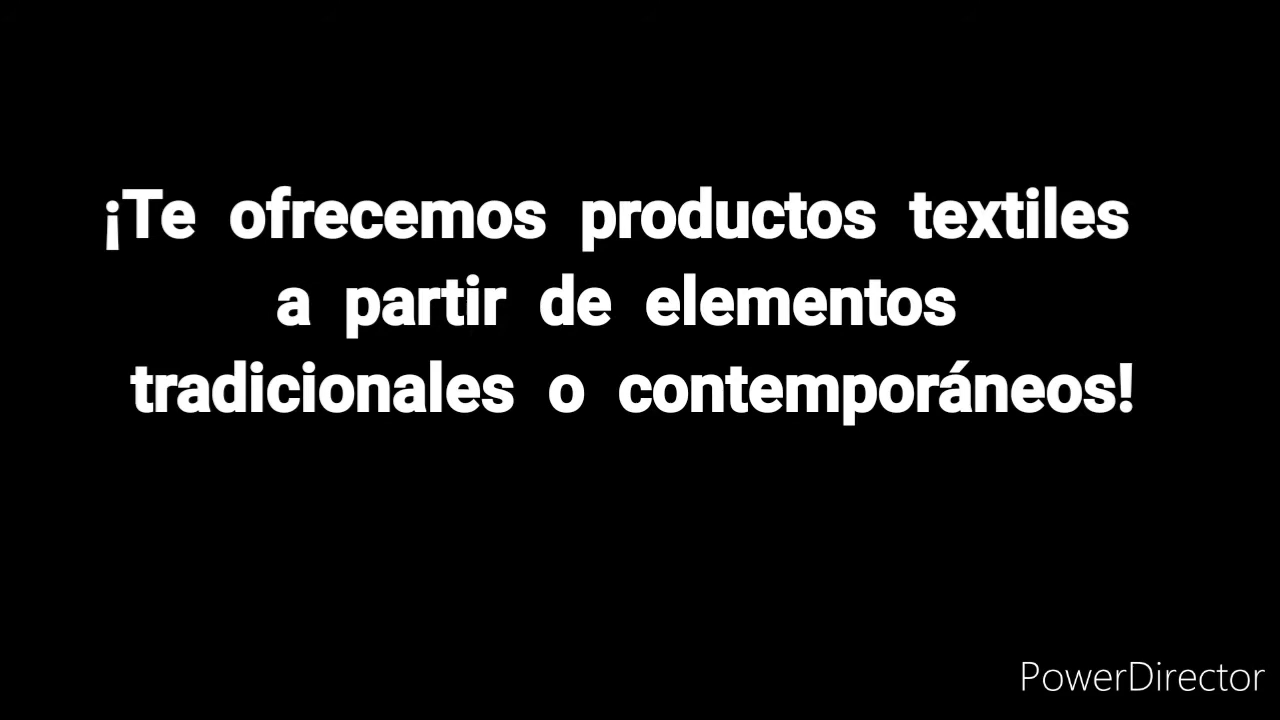 ¡Te ofrecemos productos textiles
a partir de elementos
tradicionales o contemporáneos!
PowerDirector